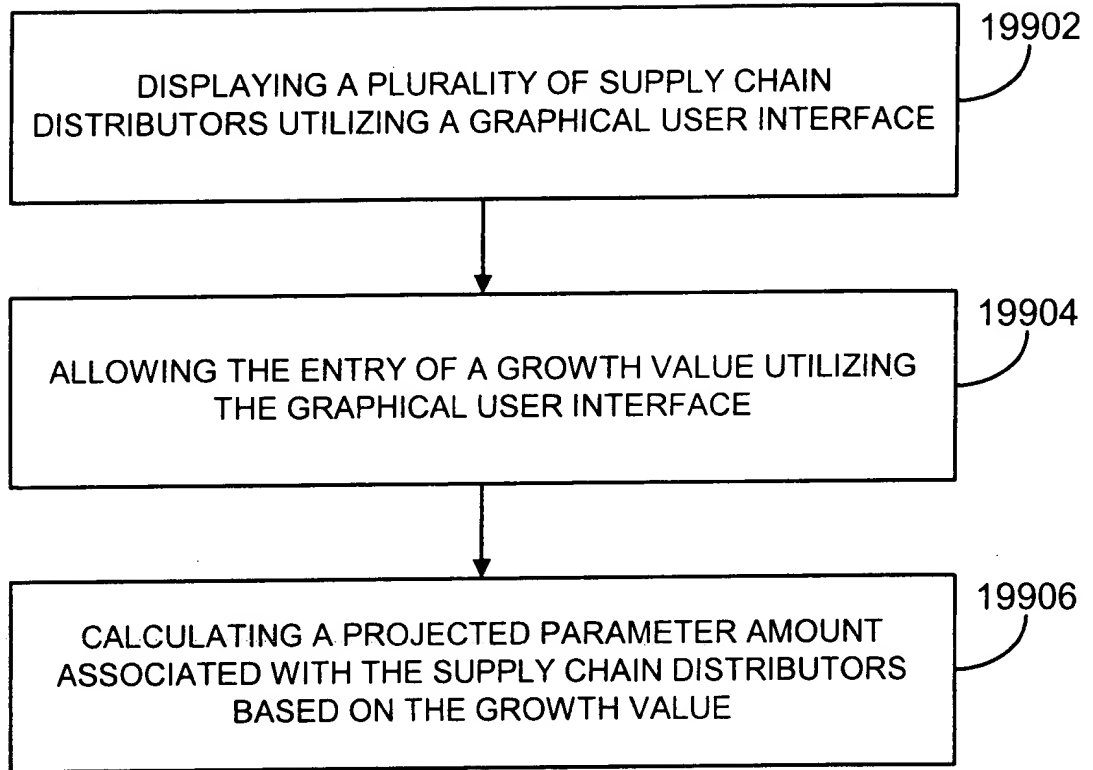 19902
DISPLAYING A PLURALITY OF SUPPLY CHAIN
DISTRIBUTORS UTILIZING A GRAPHICAL USER INTERFACE
19904
ALLOWING THE ENTRY OF A GROWTH VALUE UTILIZING
THE GRAPHICAL USER INTERFACE
19906
CALCULATING A PROJECTED PARAMETER AMOUNT
ASSOCIATED WITH THE SUPPLY CHAIN DISTRIBUTORS
BASED ON THE GROWTH VALUE